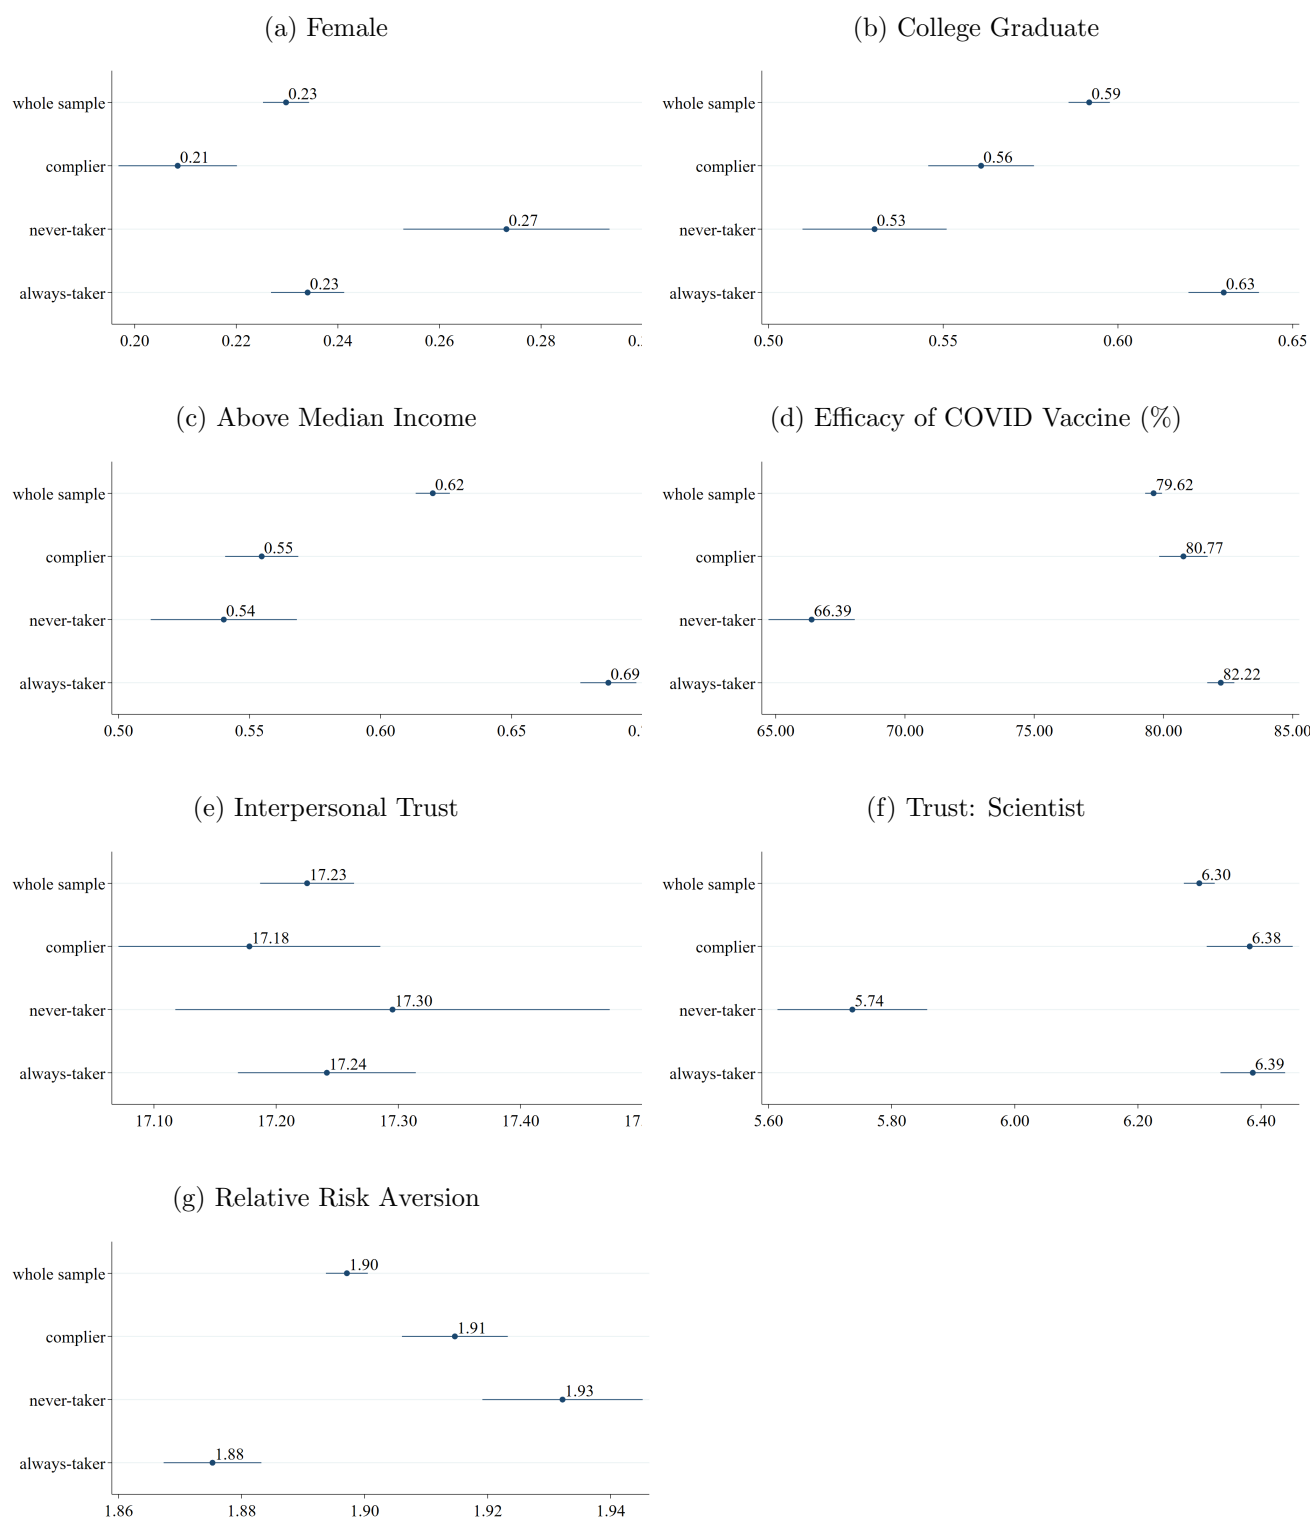 (a) Female
whole sample
0.23
complier
0.21
never-taker
0.27
always-taker
0.23
0.20 0.22 0.24 0.26 0.28 0.
(b) College Graduate
whole sample
0.59
complier
0.56
never-taker
0.53
always-taker
0.63
0.50 0.55 0.60 0.65
(c) Above Median Income
whole sample
0.62
complier
0.55
never-taker
0.54
always-taker
0.69
0.50 0.55 0.60 0.65 0.
(d) Efficacy of COVID Vaccine (%)
whole sample
79.62
complier
80.77
never-taker
66.39
always-taker
82.22
65.00 70.00 75.00 80.00 85.00
(e) Interpersonal Trust
whole sample
17.23
complier
17.18
never-taker
17.30
always-taker
17.24
17.10 17.20 17.30 17.40 17
(f) Trust: Scientist
whole sample
6.30
complier
6.38
never-taker
5.74
always-taker
6.39
5.60 5.80 6.00 6.20 6.40
(g) Relative Risk Aversion
whole sample
1.90
complier
1.91
never-taker
1.93
always-taker
1.88
1.86 1.88 1.90 1.92 1.94